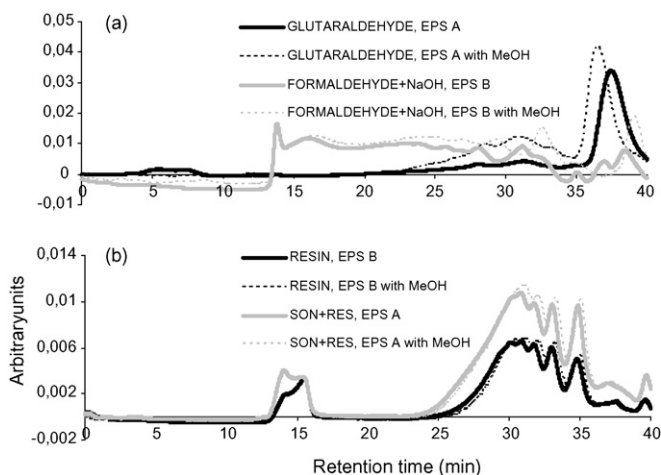 0,05
(a)
GLUTARALDEHYDE, EPS A
0,04
GLUTARALDEHYDE, EPS A with MeOH
0,03
FORMALDEHYDE+NaOH, EPS B
0,02
FORMALDEHYDE+NaOH, EPS B with MeOH
0,01
0
0 5 10 15 20 25 30 35 40
-0,01
0,014
(b)
RESIN, EPS B
0,01
RESIN, EPS B with MeOH
SON+RES, EPS A
0,006
SON+RES, EPS A with MeOH
0,002
-0,002
0 5 10 15 20 25 30 35 40
Arbitraryunits
Retention time (min)